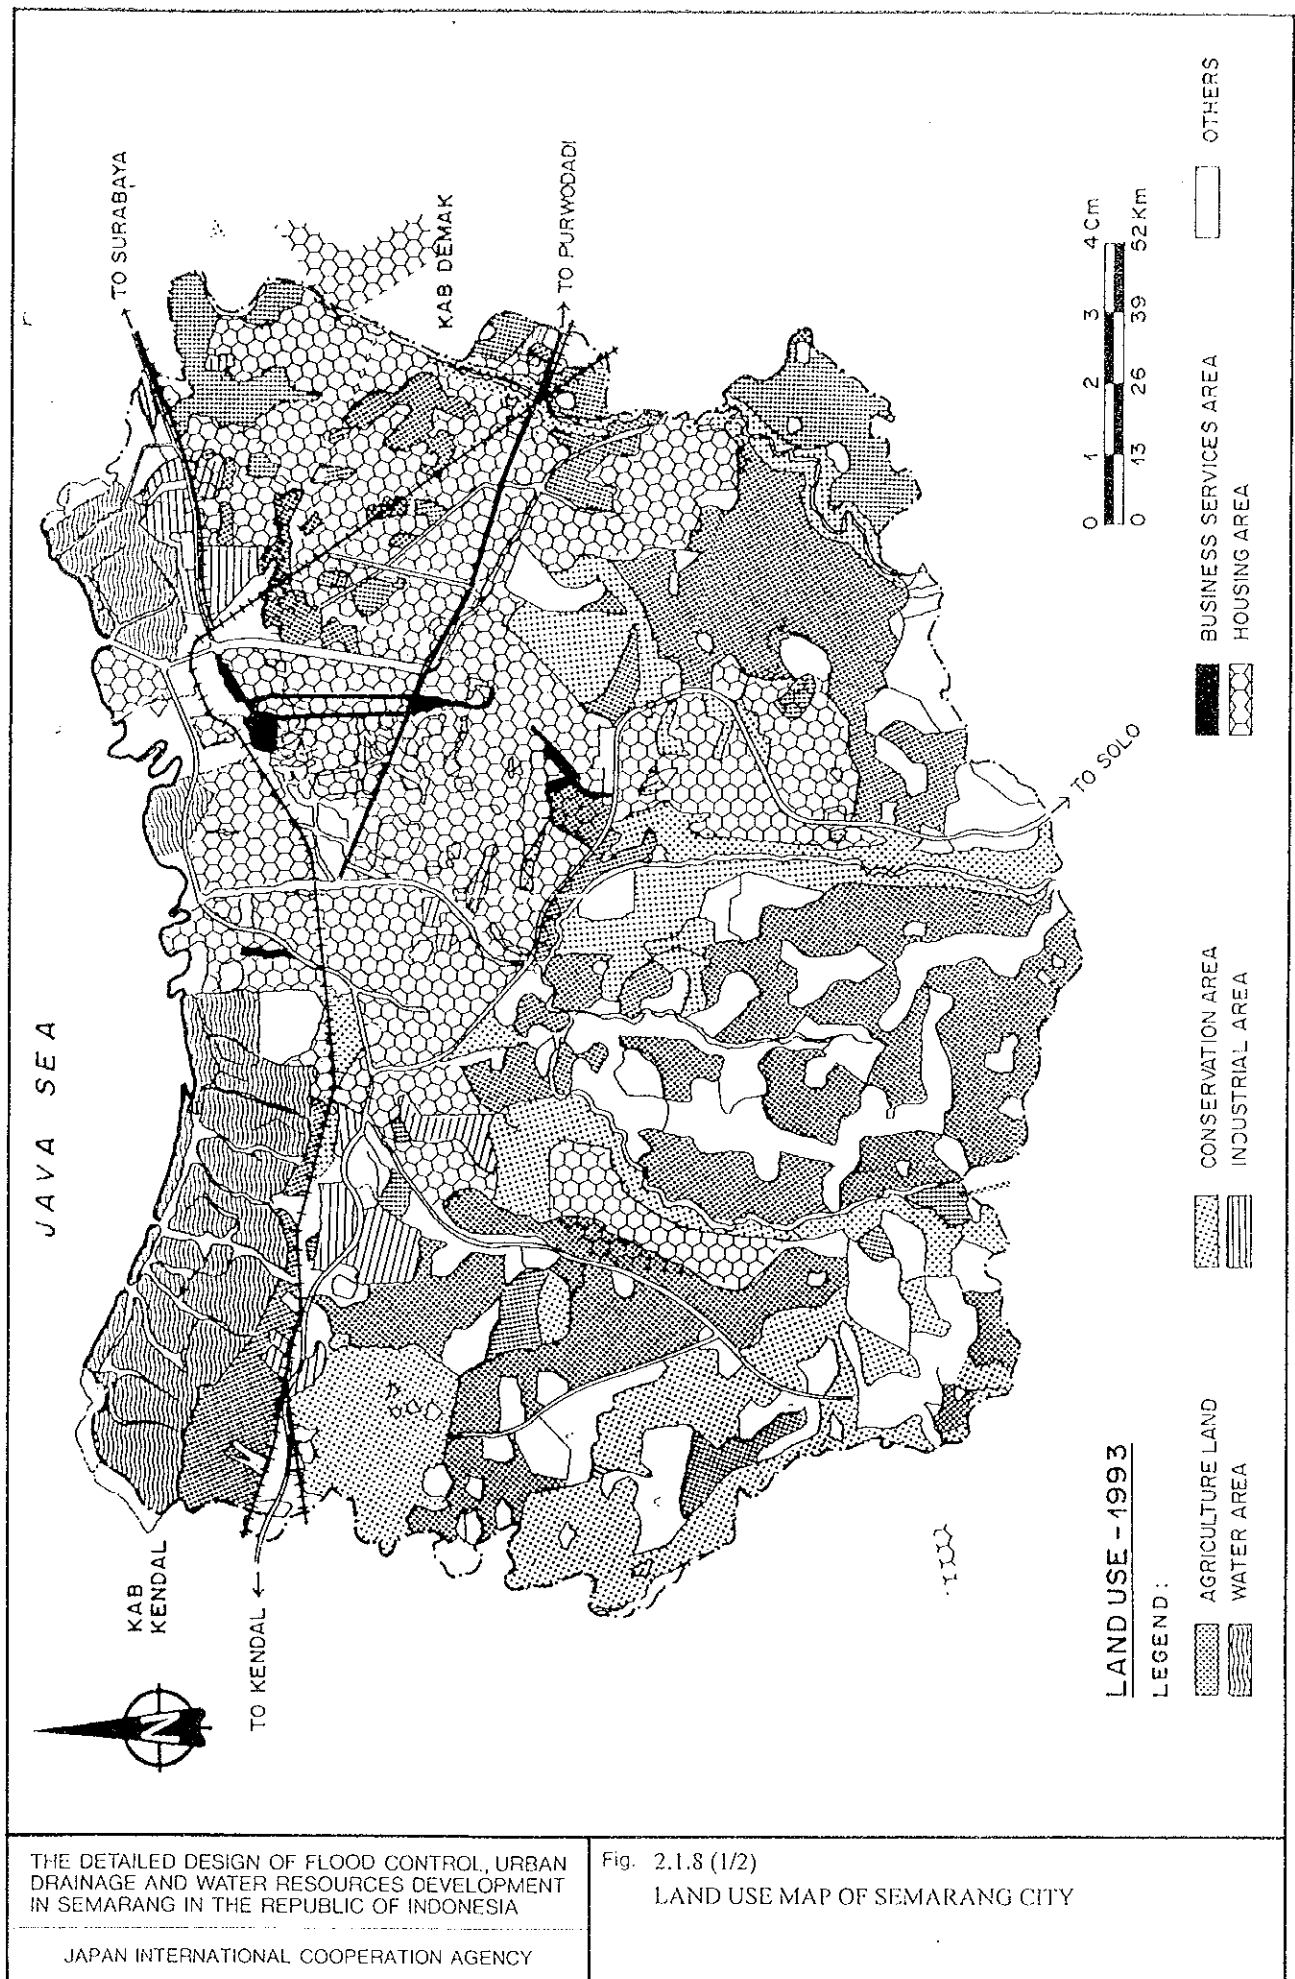 JAVA SEA
TO SURABAYA
KAB DEMAK
TO PURWODADI
TO SOLO
KAB
KENDAL
TO KENDAL
N
0 1 2 3 4 Cm
0 13 26 39 52 Km
LAND USE - 1993
LEGEND :
AGRICULTURE LAND
WATER AREA
CONSERVATION AREA
INDUSTRIAL AREA
BUSINESS SERVICES AREA
HOUSING AREA
OTHERS
THE DETAILED DESIGN OF FLOOD CONTROL, URBAN
DRAINAGE AND WATER RESOURCES DEVELOPMENT
IN SEMARANG IN THE REPUBLIC OF INDONESIA
JAPAN INTERNATIONAL COOPERATION AGENCY
Fig. 2.1.8 (1/2)
LAND USE MAP OF SEMARANG CITY